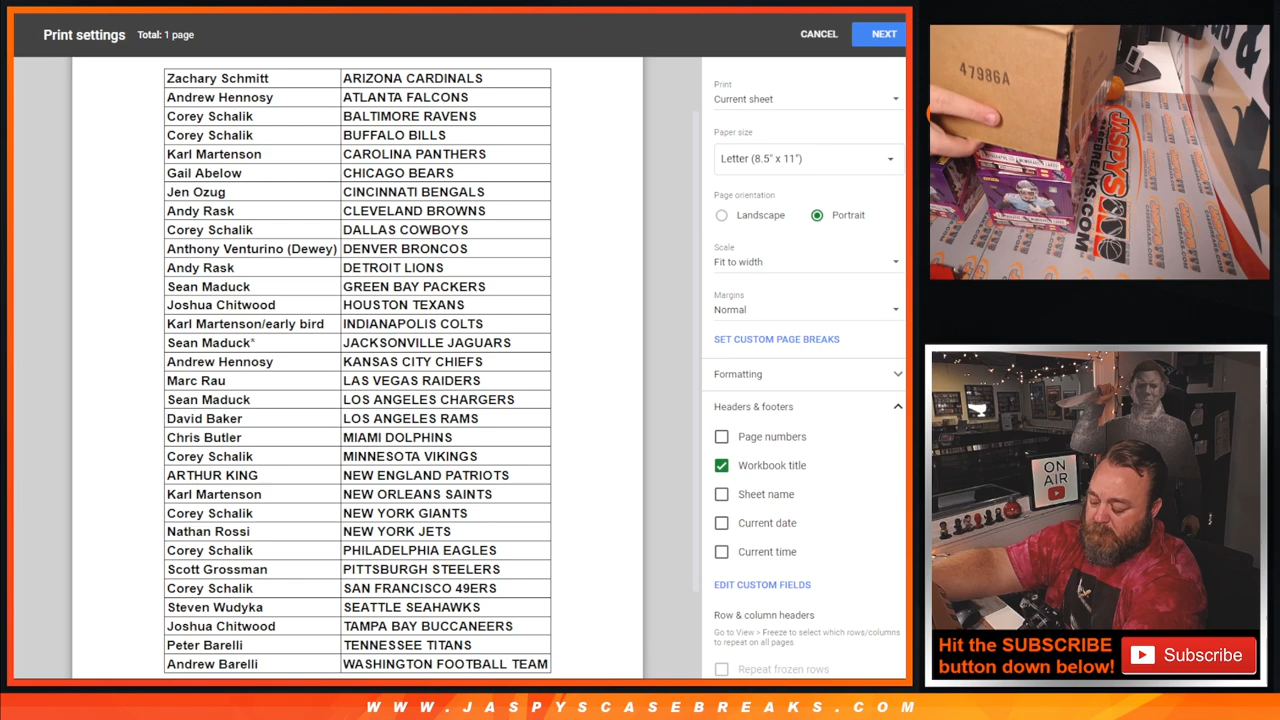 Print settings Total: 1 page CANCEL NEXT
Zachary Schmitt ARIZONA CARDINALS
Andrew Hennosy ATLANTA FALCONS
Corey Schalik BALTIMORE RAVENS
Corey Schalik BUFFALO BILLS
Karl Martenson CAROLINA PANTHERS
Gail Abelow CHICAGO BEARS
Jen Ozug CINCINNATI BENGALS
Andy Rask CLEVELAND BROWNS
Corey Schalik DALLAS COWBOYS
Anthony Venturino (Dewey) DENVER BRONCOS
Andy Rask DETROIT LIONS
Sean Maduck GREEN BAY PACKERS
Joshua Chitwood HOUSTON TEXANS
Karl Martenson/early bird INDIANAPOLIS COLTS
Sean Maduck* JACKSONVILLE JAGUARS
Andrew Hennosy KANSAS CITY CHIEFS
Marc Rau LAS VEGAS RAIDERS
Sean Maduck LOS ANGELES CHARGERS
David Baker LOS ANGELES RAMS
Chris Butler MIAMI DOLPHINS
Corey Schalik MINNESOTA VIKINGS
ARTHUR KING NEW ENGLAND PATRIOTS
Karl Martenson NEW ORLEANS SAINTS
Corey Schalik NEW YORK GIANTS
Nathan Rossi NEW YORK JETS
Corey Schalik PHILADELPHIA EAGLES
Scott Grossman PITTSBURGH STEELERS
Corey Schalik SAN FRANCISCO 49ERS
Steven Wudyka SEATTLE SEAHAWKS
Joshua Chitwood TAMPA BAY BUCCANEERS
Peter Barelli TENNESSEE TITANS
Andrew Barelli WASHINGTON FOOTBALL TEAM
Print
Current sheet
Paper size
Letter (8.5" x 11")
Page orientation
Landscape Portrait
Scale
Fit to width
Margins
Normal
SET CUSTOM PAGE BREAKS
Formatting
Headers & footers
Page numbers
Workbook title
Sheet name
Current date
Current time
EDIT CUSTOM FIELDS
Row & column headers
Go to View > Freeze to select which rows/columns
to repeat on all pages
Repeat frozen rows
47986A
JASPYS
CASEBREAKS.COM
ON
AIR
Hit the SUBSCRIBE
button down below!
Subscribe
WWW.JASPYSCASEBREAKS.COM